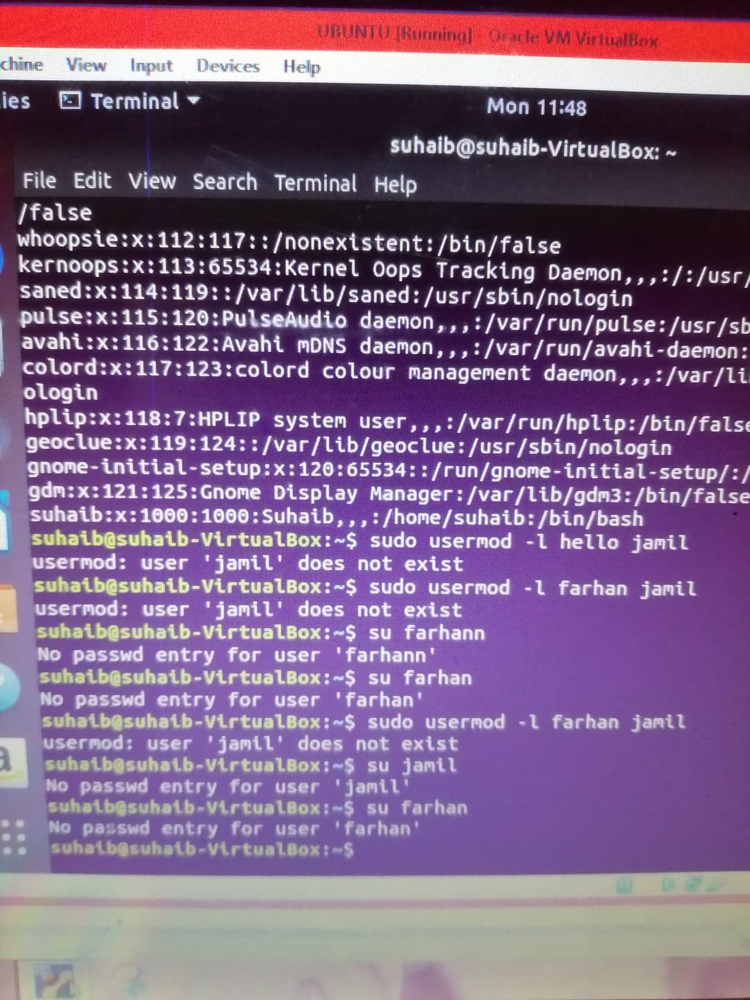 UBUNTU [Running] - Oracle VM VirtualBox
chine View Input Devices Help
ies Terminal Mon 11:48
suhaib@suhaib-VirtualBox: ~
File Edit View Search Terminal Help
/false
whoopsie:x:112:117::/nonexistent:/bin/false
kernoops:x:113:65534:Kernel Oops Tracking Daemon,,,:/:/usr/
saned:x:114:119::/var/lib/saned:/usr/sbin/nologin
pulse:x:115:120:PulseAudio daemon,,,:/var/run/pulse:/usr/sb
avahi:x:116:122:Avahi mDNS daemon,,,:/var/run/avahi-daemon:
colord:x:117:123:colord colour management daemon,,,:/var/li
ologin
hplip:x:118:7:HPLIP system user,,,:/var/run/hplip:/bin/false
geoclue:x:119:124::/var/lib/geoclue:/usr/sbin/nologin
gnome-initial-setup:x:120:65534::/run/gnome-initial-setup/:/
gdm:x:121:125:Gnome Display Manager:/var/lib/gdm3:/bin/false
suhaib:x:1000:1000:Suhaib,,,:/home/suhaib:/bin/bash
suhaib@suhaib-VirtualBox:~$ sudo usermod -l hello jamil
usermod: user 'jamil' does not exist
suhaib@suhaib-VirtualBox:~$ sudo usermod -l farhan jamil
usermod: user 'jamil' does not exist
suhaib@suhaib-VirtualBox:~$ su farhann
No passwd entry for user 'farhann'
suhaib@suhaib-VirtualBox:~$ su farhan
No passwd entry for user 'farhan'
suhaib@suhaib-VirtualBox:~$ sudo usermod -l farhan jamil
usermod: user 'jamil' does not exist
suhaib@suhaib-VirtualBox:~$ su jamil
No passwd entry for user 'jamil'
suhaib@suhaib-VirtualBox:~$ su farhan
No passwd entry for user 'farhan'
suhaib@suhaib-VirtualBox:~$